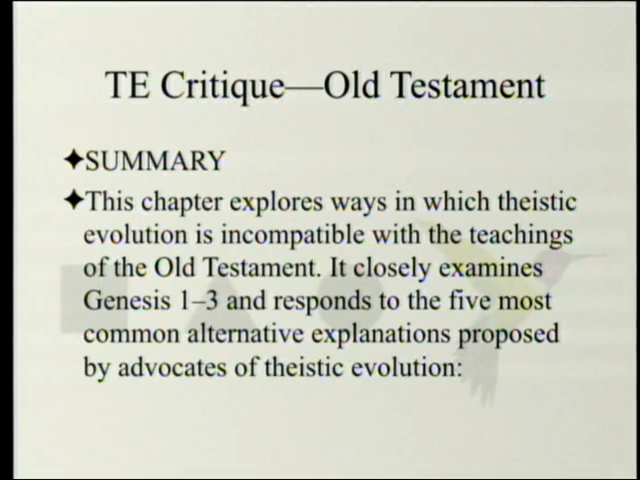 TE Critique—Old Testament
✦SUMMARY
✦This chapter explores ways in which theistic
evolution is incompatible with the teachings
of the Old Testament. It closely examines
Genesis 1–3 and responds to the five most
common alternative explanations proposed
by advocates of theistic evolution: